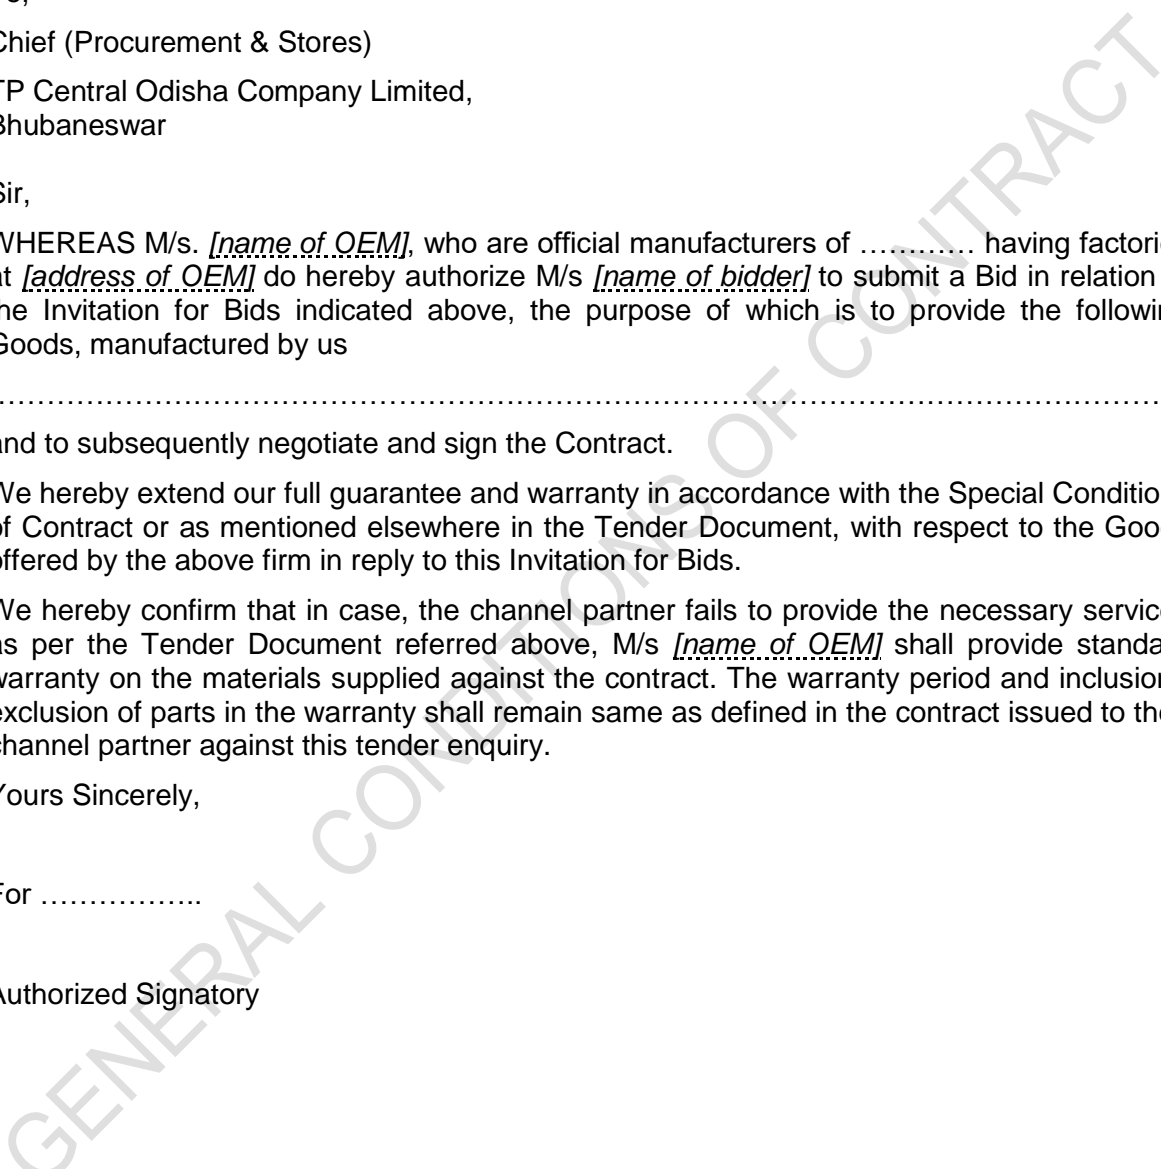 Chief (Procurement & Stores)
TP Central Odisha Company Limited,
Bhubaneswar
Sir,
WHEREAS M/s. [name of OEM], who are official manufacturers of ………… having factori
at [address of OEM] do hereby authorize M/s [name of bidder] to submit a Bid in relation
the Invitation for Bids indicated above, the purpose of which is to provide the followin
Goods, manufactured by us
……………………………………………………………………………………………………………
and to subsequently negotiate and sign the Contract.
We hereby extend our full guarantee and warranty in accordance with the Special Conditio
of Contract or as mentioned elsewhere in the Tender Document, with respect to the Goo
offered by the above firm in reply to this Invitation for Bids.
We hereby confirm that in case, the channel partner fails to provide the necessary service
as per the Tender Document referred above, M/s [name of OEM] shall provide standa
warranty on the materials supplied against the contract. The warranty period and inclusion
exclusion of parts in the warranty shall remain same as defined in the contract issued to the
channel partner against this tender enquiry.
Yours Sincerely,
For ……………..
Authorized Signatory
GENERAL CONDITIONS OF CONTRACT